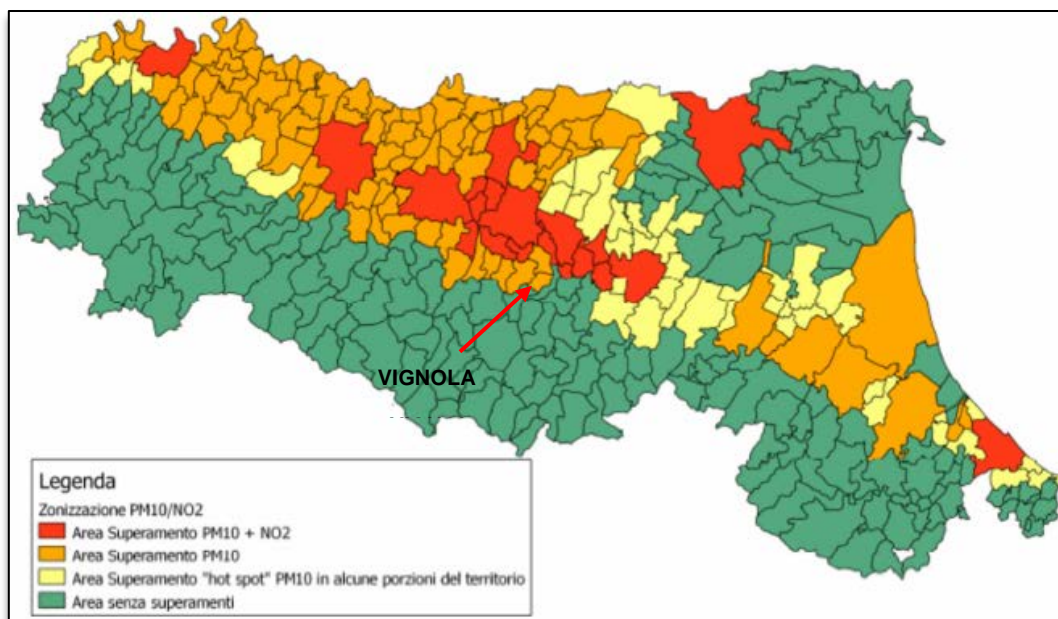 VIGNOLA
Legenda
Zonizzazione PM10/NO2
Area Superamento PM10 + NO2
Area Superamento PM10
Area Superamento "hot spot" PM10 in alcune porzioni del territorio
Area senza superamenti